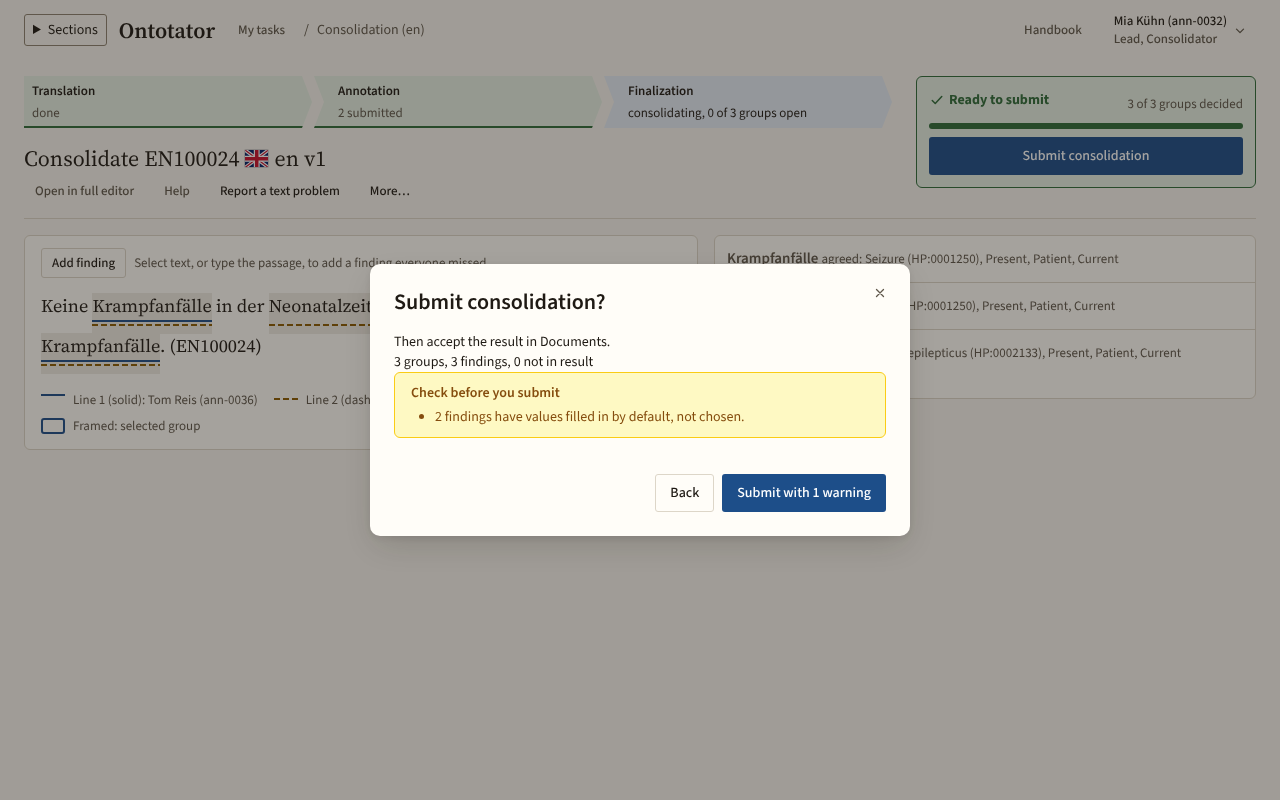 ▶ Sections
Ontotator
My tasks
/ Consolidation (en)
Handbook
Mia Kühn (ann-0032)
Lead, Consolidator
Translation
done
Annotation
2 submitted
Finalization
consolidating, 0 of 3 groups open
Ready to submit
3 of 3 groups decided
Submit consolidation
Consolidate EN100024 en v1
Open in full editor
Help
Report a text problem
More…
Add finding
Select text, or type the passage, to add a finding everyone missed
Keine Krampfanfälle in der Neonatalzeit
Krampfanfälle. (EN100024)
Line 1 (solid): Tom Reis (ann-0036)
Line 2 (dash
Framed: selected group
Krampfanfälle agreed: Seizure (HP:0001250), Present, Patient, Current
HP:0001250), Present, Patient, Current
epilepticus (HP:0002133), Present, Patient, Current
Submit consolidation?
×
Then accept the result in Documents.
3 groups, 3 findings, 0 not in result
Check before you submit
• 2 findings have values filled in by default, not chosen.
Back
Submit with 1 warning